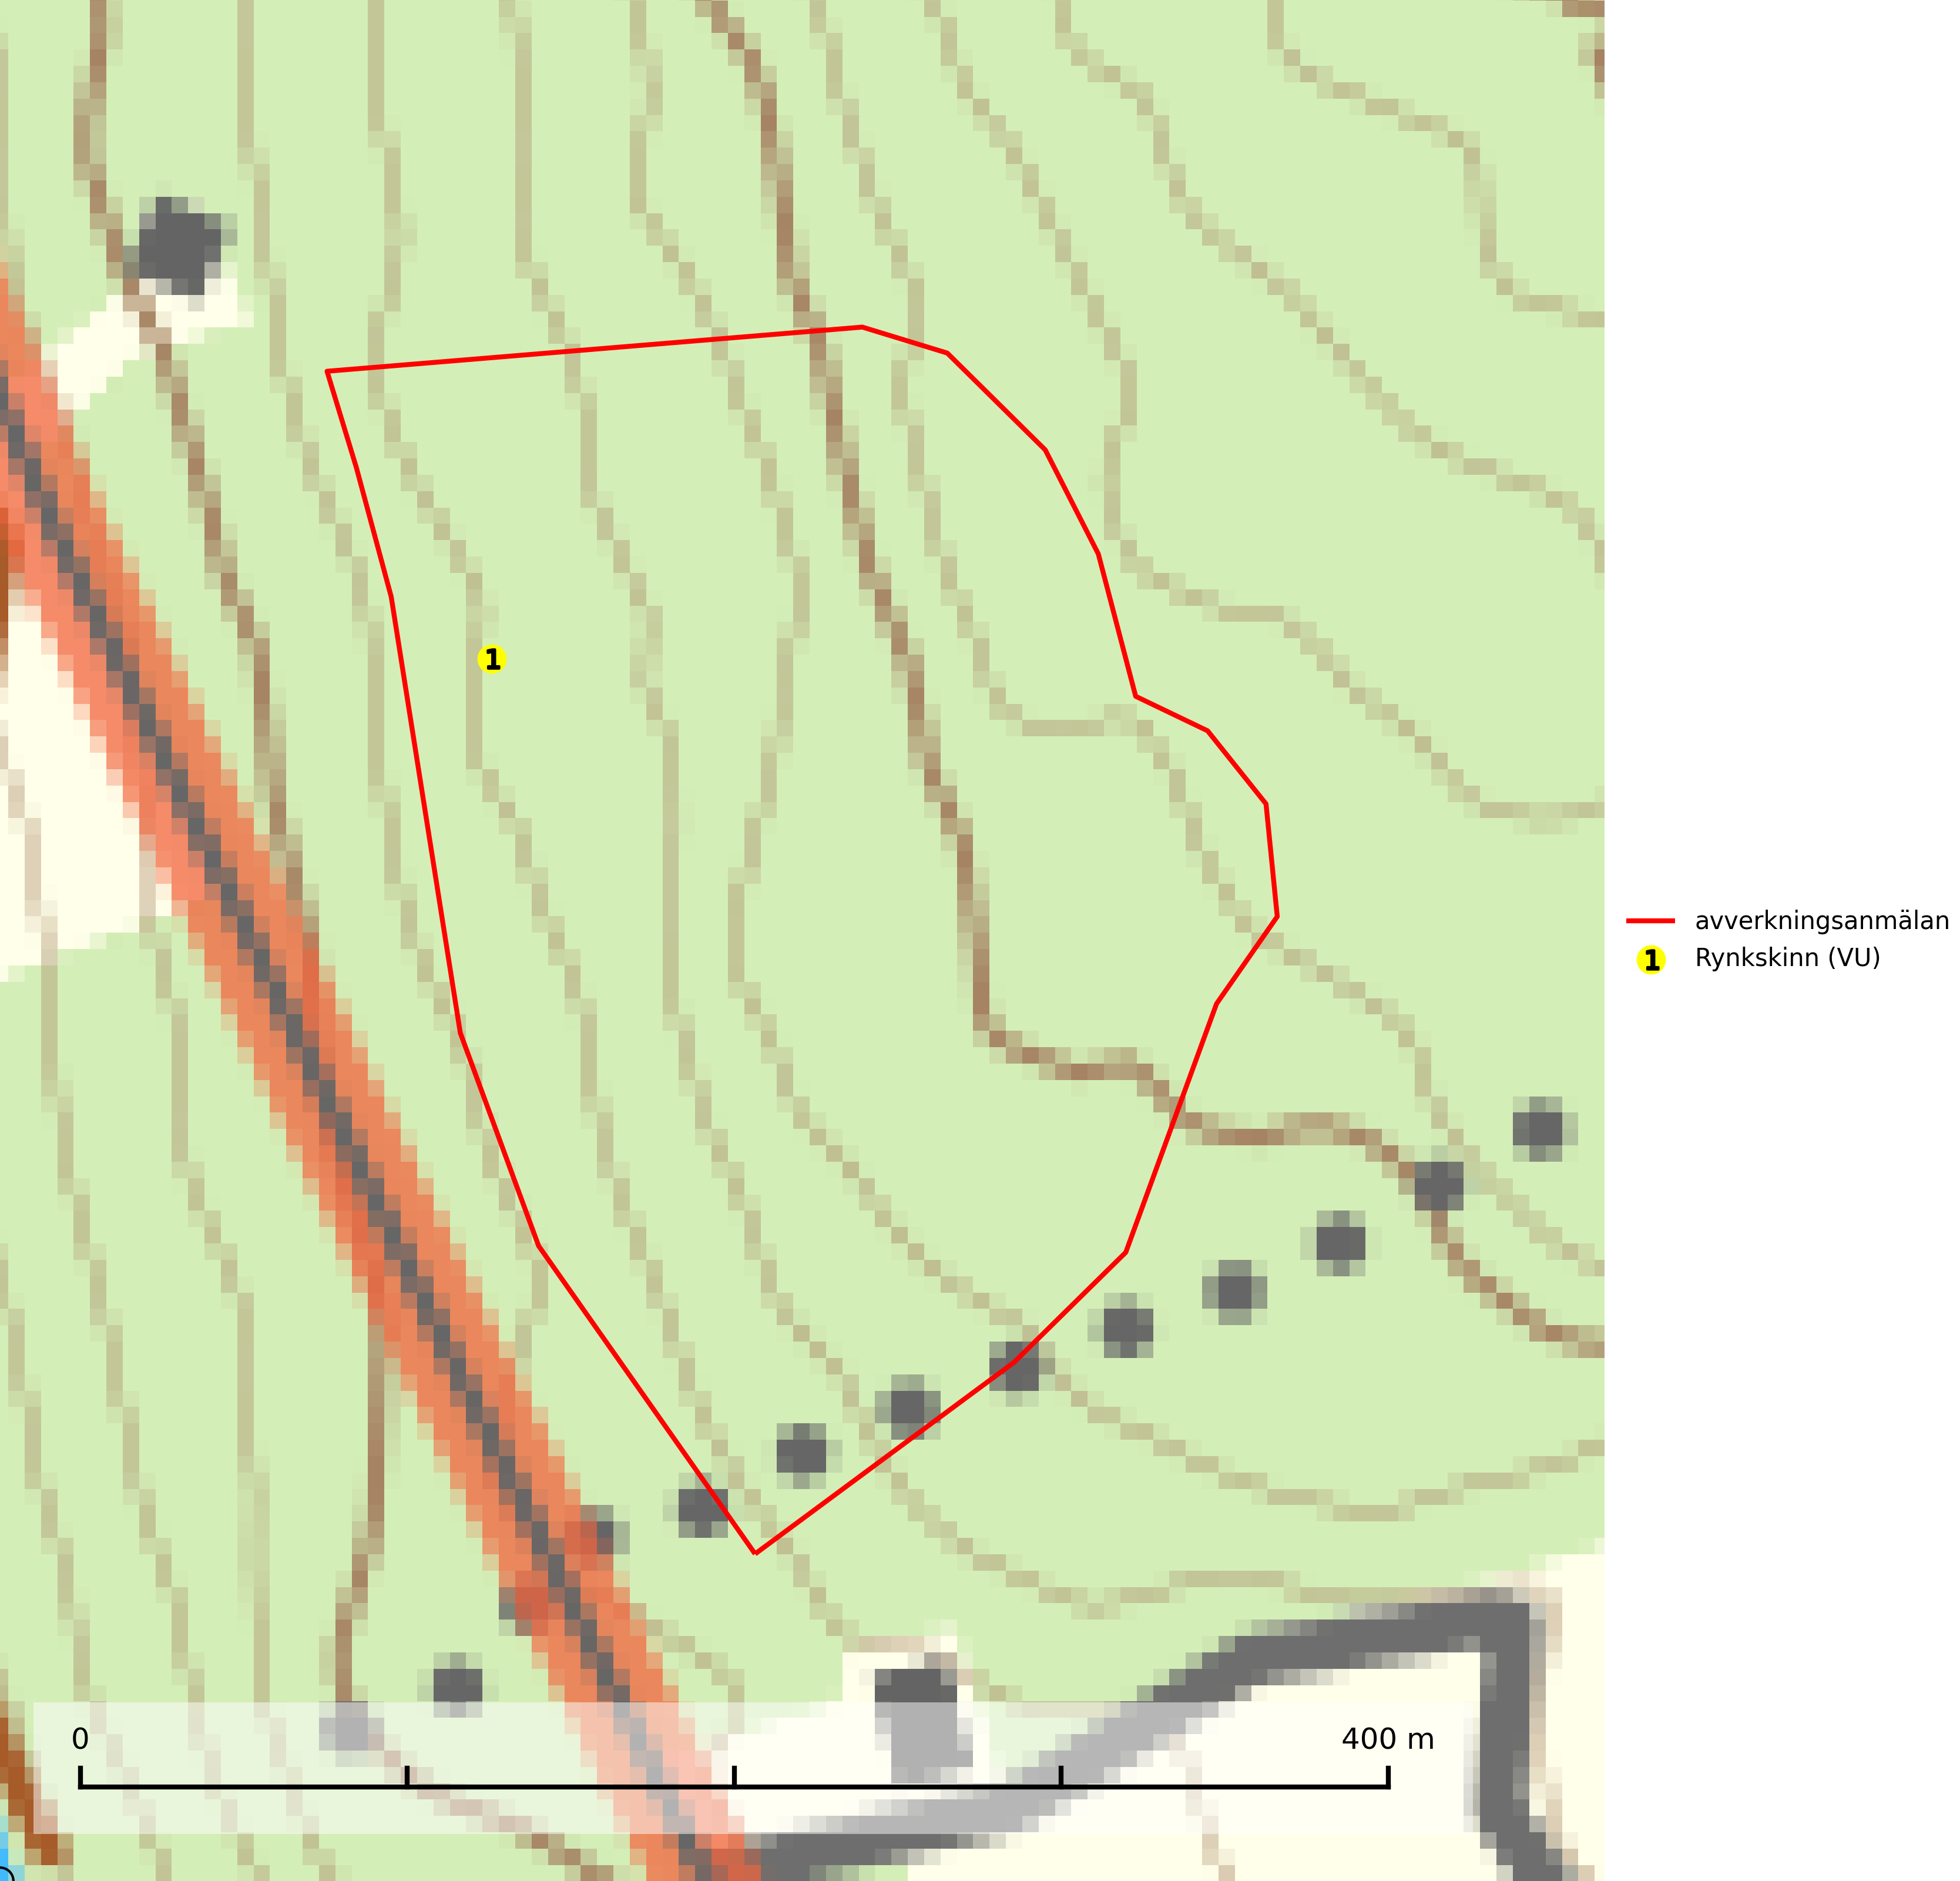 1
avverkningsanmälan
1 Rynkskinn (VU)
0 400 m